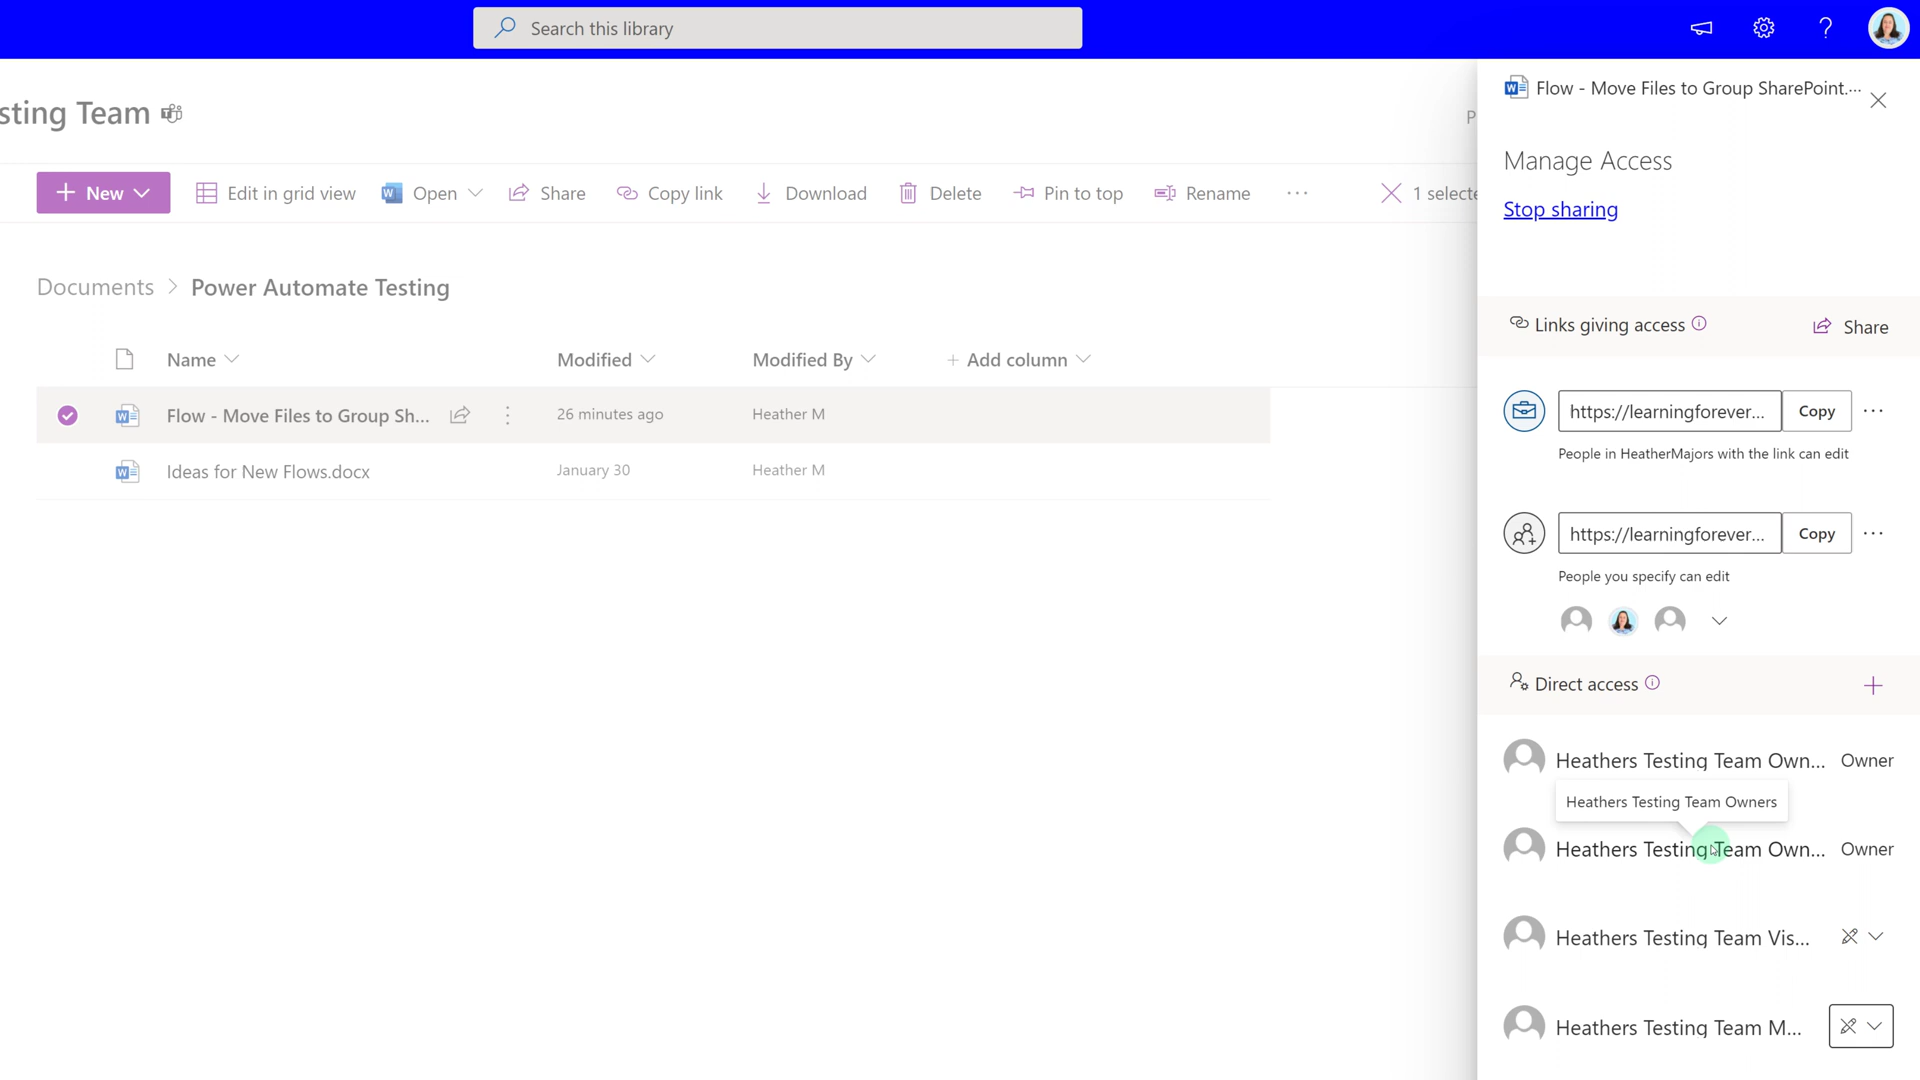 Search this library
sting Team
New
Edit in grid view
Open
Share
Copy link
Download
Delete
Pin to top
Rename
1 selecte
Documents > Power Automate Testing
Name
Modified
Modified By
+ Add column
Flow - Move Files to Group Sh...
26 minutes ago
Heather M
Ideas for New Flows.docx
January 30
Heather M
P
Flow - Move Files to Group SharePoint....
Manage Access
Stop sharing
Links giving access
Share
https://learningforever...
Copy
People in HeatherMajors with the link can edit
https://learningforever...
Copy
People you specify can edit
Direct access
Heathers Testing Team Own...
Owner
Heathers Testing Team Owners
Heathers Testing Team Own...
Owner
Heathers Testing Team Vis...
Heathers Testing Team M...